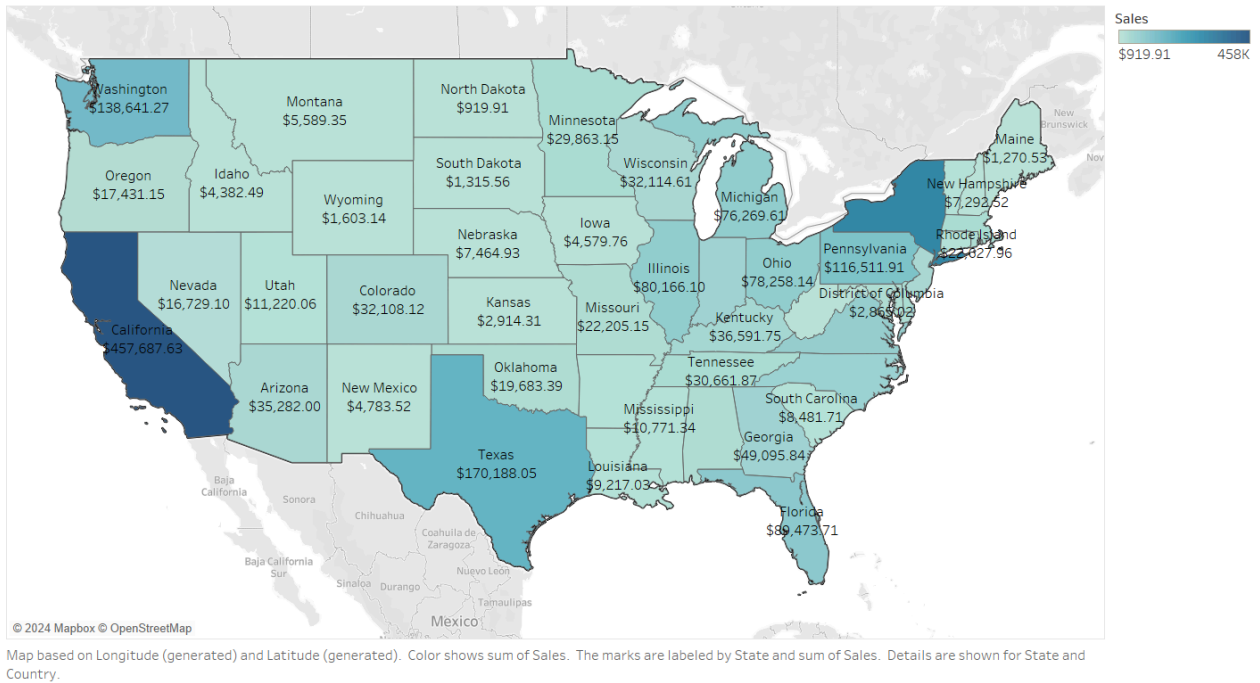 Sales
$919.91 458K
Washington
$138,641.27
Montana
$5,589.35
North Dakota
$919.91
Minnesota
$29,863.15
New
Brunswick
Maine
$1,270.53
Oregon
$17,431.15
Idaho
$4,382.49
South Dakota
$1,315.56
Wisconsin
$32,114.61
Nov
Wyoming
$1,603.14
Michigan
$76,269.61
New Hampshire
$7,292.52
Iowa
$4,579.76
Nebraska
$7,464.93
Rhode Island
$22,627.96
Pennsylvania
$116,511.91
Nevada
$16,729.10
Utah
$11,220.06
Colorado
$32,108.12
Illinois
$80,166.10
Ohio
$78,258.14
District of Columbia
$2,865.02
Kansas
$2,914.31
Missouri
$22,205.15
Kentucky
$36,591.75
California
$457,687.63
Tennessee
$30,661.87
Oklahoma
$19,683.39
Arizona
$35,282.00
New Mexico
$4,783.52
South Carolina
$8,481.71
Mississippi
$10,771.34
Georgia
$49,095.84
Texas
$170,188.05
Louisiana
$9,217.03
Florida
$89,473.71
Baja
California
Sonora
Chihuahua
Coahuila de
Zaragoza
Baja California
Sur
Sinaloa
Durango
Nuevo León
Tamaulipas
Mexico
© 2024 Mapbox © OpenStreetMap
Map based on Longitude (generated) and Latitude (generated). Color shows sum of Sales. The marks are labeled by State and sum of Sales. Details are shown for State and
Country.